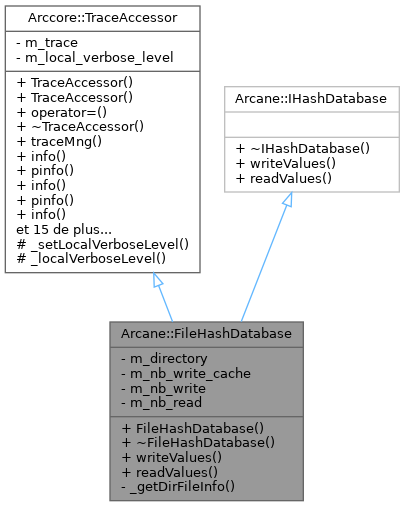 Arccore::TraceAccessor
- m_trace
- m_local_verbose_level
+ TraceAccessor()
+ TraceAccessor()
+ operator=()
+ ~TraceAccessor()
+ traceMng()
+ info()
+ pinfo()
+ info()
+ pinfo()
+ info()
et 15 de plus...
# _setLocalVerboseLevel()
# _localVerboseLevel()
Arcane::IHashDatabase
+ ~IHashDatabase()
+ writeValues()
+ readValues()
Arcane::FileHashDatabase
- m_directory
- m_nb_write_cache
- m_nb_write
- m_nb_read
+ FileHashDatabase()
+ ~FileHashDatabase()
+ writeValues()
+ readValues()
- _getDirFileInfo()